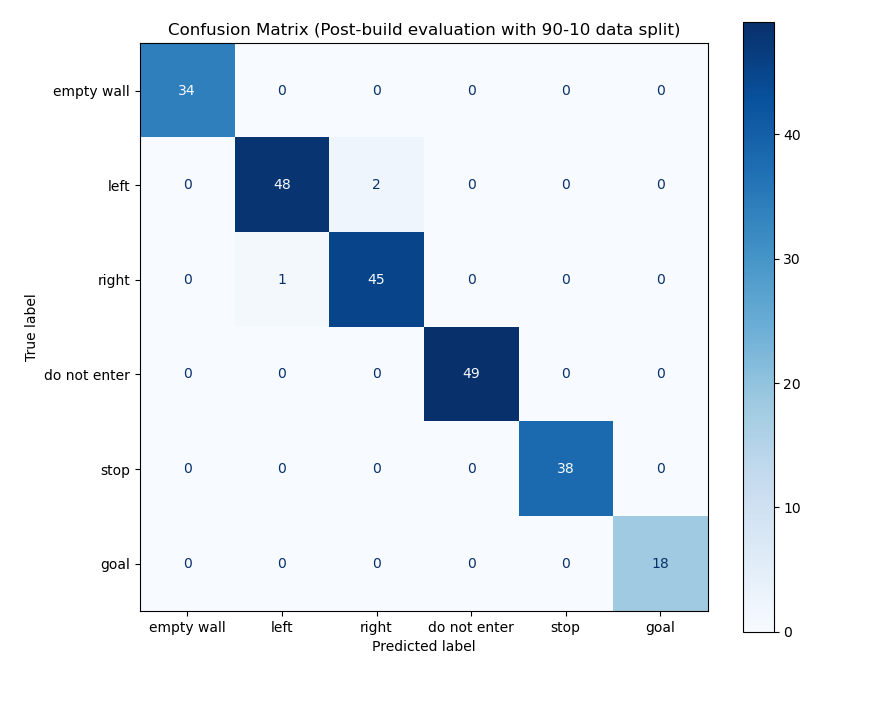 Confusion Matrix (Post-build evaluation with 90-10 data split)
empty wall 34 0 0 0 0 0
left 0 48 2 0 0 0
right 0 1 45 0 0 0
do not enter 0 0 0 49 0 0
stop 0 0 0 0 38 0
goal 0 0 0 0 0 18
empty wall left right do not enter stop goal
Predicted label
True label
40
30
20
10
0